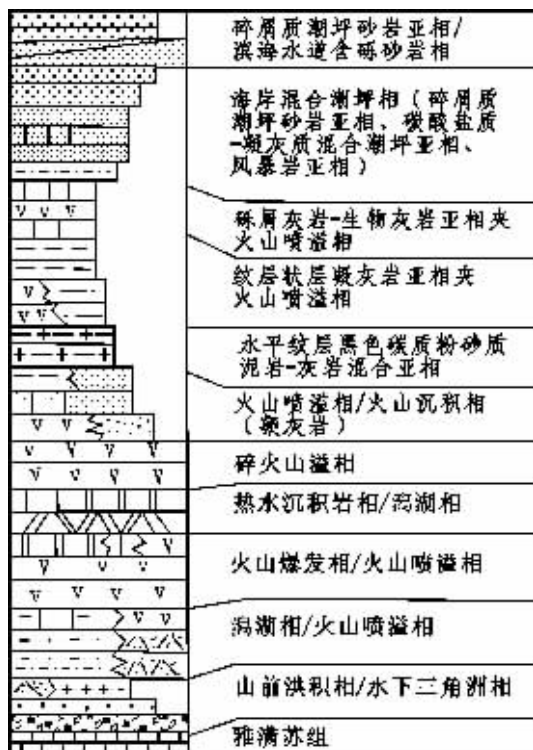 碎屑质潮坪砂岩亚相/
滨海水道含砾砂岩相
海岸混合潮坪相(碎屑质
潮坪砂岩亚相、碳酸盐质
-凝灰质混合潮坪亚相、
风暴岩亚相)
砾屑灰岩-生物灰岩亚相夹
火山喷溢相
纹层状层凝灰岩亚相夹
火山喷溢相
水平纹层黑色碳质粉砂质
泥岩-灰岩混合亚相
火山喷溢相/火山沉积相
(凝灰岩)
碎火山溢相
热水沉积岩相/潟湖相
火山爆发相/火山喷溢相
潟湖相/火山喷溢相
山前洪积相/水下三角洲相
雅满苏组